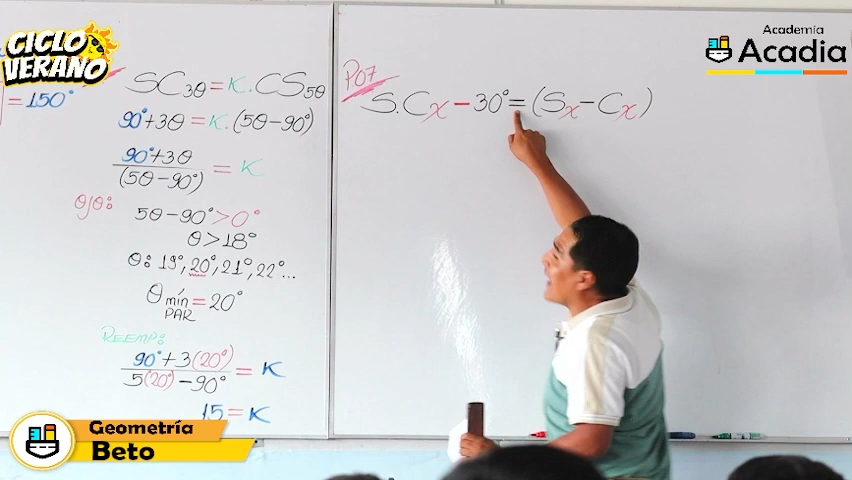 CICLO
VERANO
= 150°
SC3θ = K. CS5θ
90° + 3θ = K. (5θ - 90°)
90° + 3θ
(5θ - 90°) = K
OJO: 5θ - 90° > 0°
θ > 18°
θ: 19°, 20°, 21°, 22°...
θ mín = 20°
PAR
REEMP:
90° + 3(20°)
5(20°) - 90° = K
15 = K
P.07
S.Cx - 30° = (Sx - Cx)
Academia
Acadia
Geometría
Beto